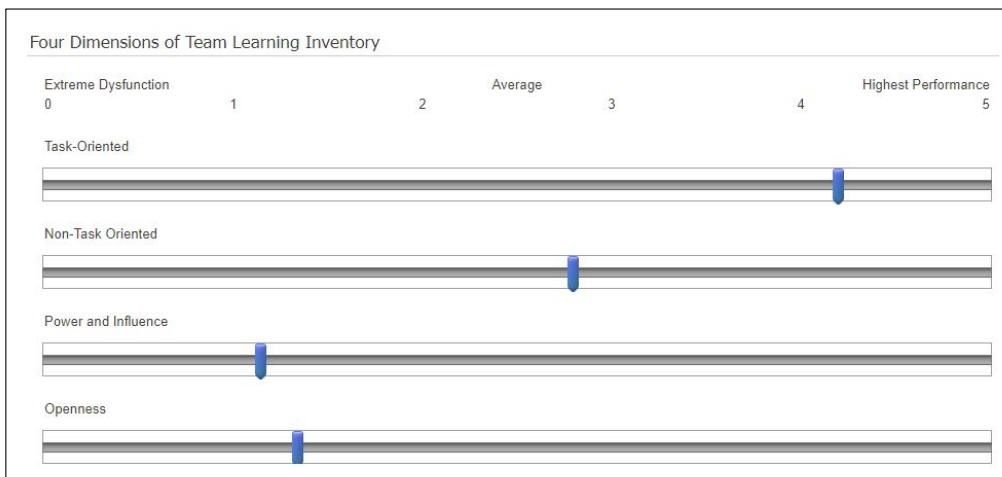 Four Dimensions of Team Learning Inventory
Extreme Dysfunction Average Highest Performance
0 1 2 3 4 5
Task-Oriented
Non-Task Oriented
Power and Influence
Openness